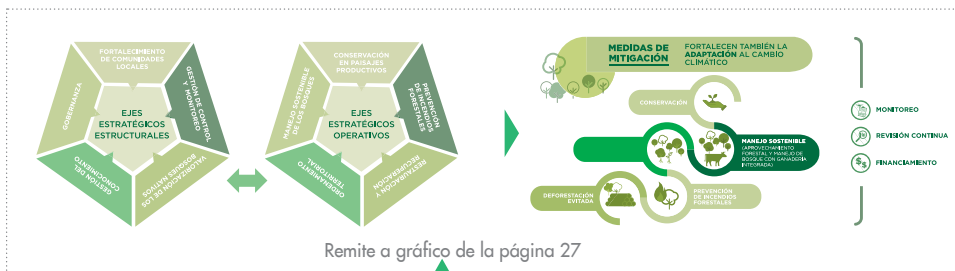 FORTALECIMIENTO
DE COMUNIDADES
LOCALES
GOBERNANZA
GESTIÓN DE CONTROL
Y MONITOREO
EJES
ESTRATÉGICOS
ESTRUCTURALES
GESTIÓN DEL
CONOCIMIENTO
VALORIZACIÓN DE LOS
BOSQUES NATIVOS
CONSERVACIÓN
EN PAISAJES
PRODUCTIVOS
MANEJO SOSTENIBLE
DE LOS BOSQUES
PREVENCIÓN
DE INCENDIOS
FORESTALES
EJES
ESTRATÉGICOS
OPERATIVOS
ORDENAMIENTO
TERRITORIAL
RESTAURACIÓN Y
RECUPERACIÓN
MEDIDAS DE
MITIGACIÓN
FORTALECEN TAMBIÉN LA
ADAPTACIÓN AL CAMBIO
CLIMÁTICO
CONSERVACIÓN
MANEJO SOSTENIBLE
(APROVECHAMIENTO
FORESTAL Y MANEJO DE
BOSQUE CON GANADERÍA
INTEGRADA)
DEFORESTACIÓN
EVITADA
PREVENCIÓN
DE INCENDIOS
FORESTALES
MONITOREO
REVISIÓN CONTINUA
$
$
FINANCIAMIENTO
Remite a gráfico de la página 27